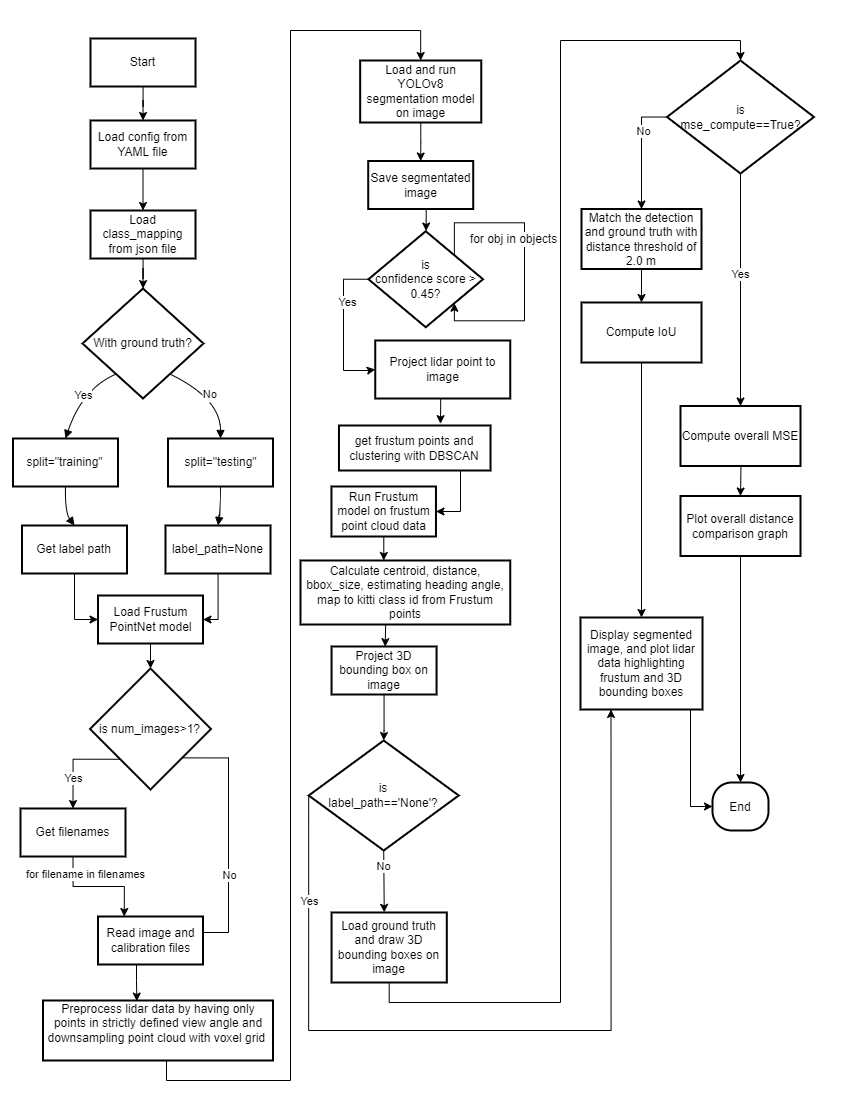 Start
Load config from
YAML file
Load
class_mapping
from json file
With ground truth?
Yes
No
split="training"
split="testing"
Get label path
label_path=None
Load Frustum
PointNet model
is num_images>1?
Yes
Get filenames
for filename in filenames
No
Read image and
calibration files
Preprocess lidar data by having only
points in strictly defined view angle and
downsampling point cloud with voxel grid
Load and run
YOLOv8
segmentation model
on image
Save segmentated
image
for obj in objects
is
confidence score >
0.45?
Yes
Project lidar point to
image
get frustum points and
clustering with DBSCAN
Run Frustum
model on frustum
point cloud data
Calculate centroid, distance,
bbox_size, estimating heading angle,
map to kitti class id from Frustum
points
Project 3D
bounding box on
image
is
label_path=='None'?
No
Yes
Load ground truth
and draw 3D
bounding boxes on
image
is
mse_compute==True?
No
Match the detection
and ground truth with
distance threshold of
2.0 m
Yes
Compute IoU
Compute overall MSE
Plot overall distance
comparison graph
Display segmented
image, and plot lidar
data highlighting
frustum and 3D
bounding boxes
End